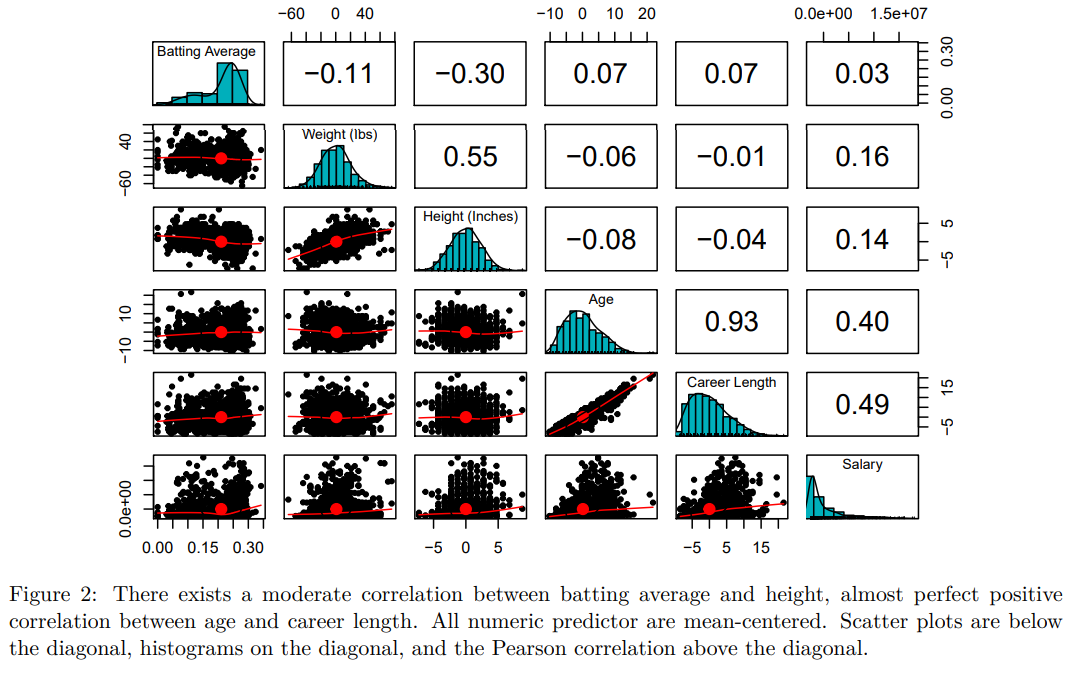 −60 0 40 −10 0 10 20 0.0e+00 1.5e+07
Batting Average −0.11 −0.30 0.07 0.07 0.03 0.00 0.30
−60 40 Weight (lbs) 0.55 −0.06 −0.01 0.16
Height (Inches) −0.08 −0.04 0.14 −5 5
−10 10 Age 0.93 0.40
Career Length 0.49 −5 15
0.0e+00 Salary
0.00 0.15 0.30 −5 0 5 −5 5 15
Figure 2: There exists a moderate correlation between batting average and height, almost perfect positive
correlation between age and career length. All numeric predictor are mean-centered. Scatter plots are below
the diagonal, histograms on the diagonal, and the Pearson correlation above the diagonal.